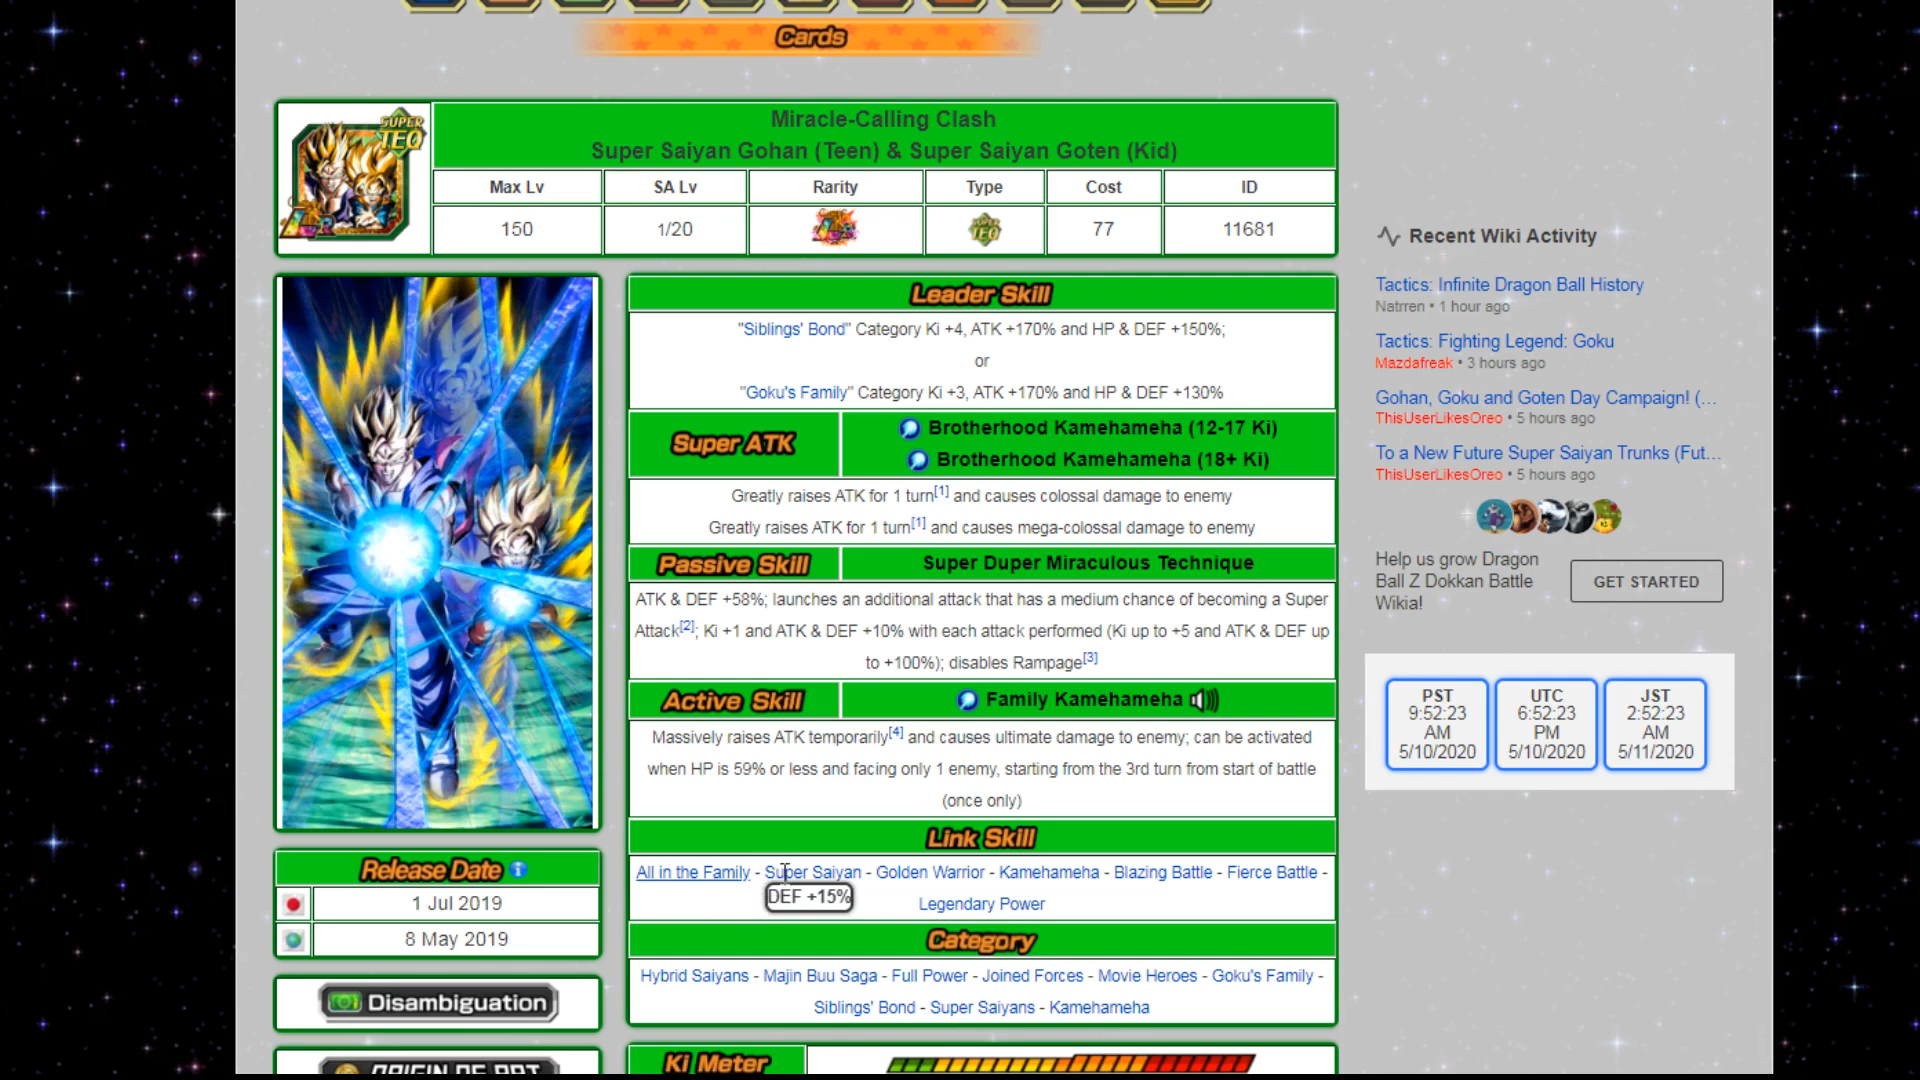 Cards
SUPER
TEQ
Miracle-Calling Clash
Super Saiyan Gohan (Teen) & Super Saiyan Goten (Kid)
Max Lv
SA Lv
Rarity
Type
Cost
ID
150
1/20
77
11681
Leader Skill
"Siblings' Bond" Category Ki +4, ATK +170% and HP & DEF +150%;
or
"Goku's Family" Category Ki +3, ATK +170% and HP & DEF +130%
Super ATK
Brotherhood Kamehameha (12-17 Ki)
Brotherhood Kamehameha (18+ Ki)
Greatly raises ATK for 1 turn[1] and causes colossal damage to enemy
Greatly raises ATK for 1 turn[1] and causes mega-colossal damage to enemy
Passive Skill
Super Duper Miraculous Technique
ATK & DEF +58%; launches an additional attack that has a medium chance of becoming a Super
Attack[2]; Ki +1 and ATK & DEF +10% with each attack performed (Ki up to +5 and ATK & DEF up
to +100%); disables Rampage[3]
Active Skill
Family Kamehameha
Massively raises ATK temporarily[4] and causes ultimate damage to enemy; can be activated
when HP is 59% or less and facing only 1 enemy, starting from the 3rd turn from start of battle
(once only)
Link Skill
All in the Family - Super Saiyan - Golden Warrior - Kamehameha - Blazing Battle - Fierce Battle -
DEF +15%
Legendary Power
Category
Hybrid Saiyans - Majin Buu Saga - Full Power - Joined Forces - Movie Heroes - Goku's Family -
Siblings' Bond - Super Saiyans - Kamehameha
Ki Meter
Release Date
1 Jul 2019
8 May 2019
Disambiguation
ORIGIN OF ART
Recent Wiki Activity
Tactics: Infinite Dragon Ball History
Natrren • 1 hour ago
Tactics: Fighting Legend: Goku
Mazdafreak • 3 hours ago
Gohan, Goku and Goten Day Campaign! (...
ThisUserLikesOreo • 5 hours ago
To a New Future Super Saiyan Trunks (Fut...
ThisUserLikesOreo • 5 hours ago
Help us grow Dragon
Ball Z Dokkan Battle
Wikia!
GET STARTED
PST
9:52:23
AM
5/10/2020
UTC
6:52:23
PM
5/10/2020
JST
2:52:23
AM
5/11/2020